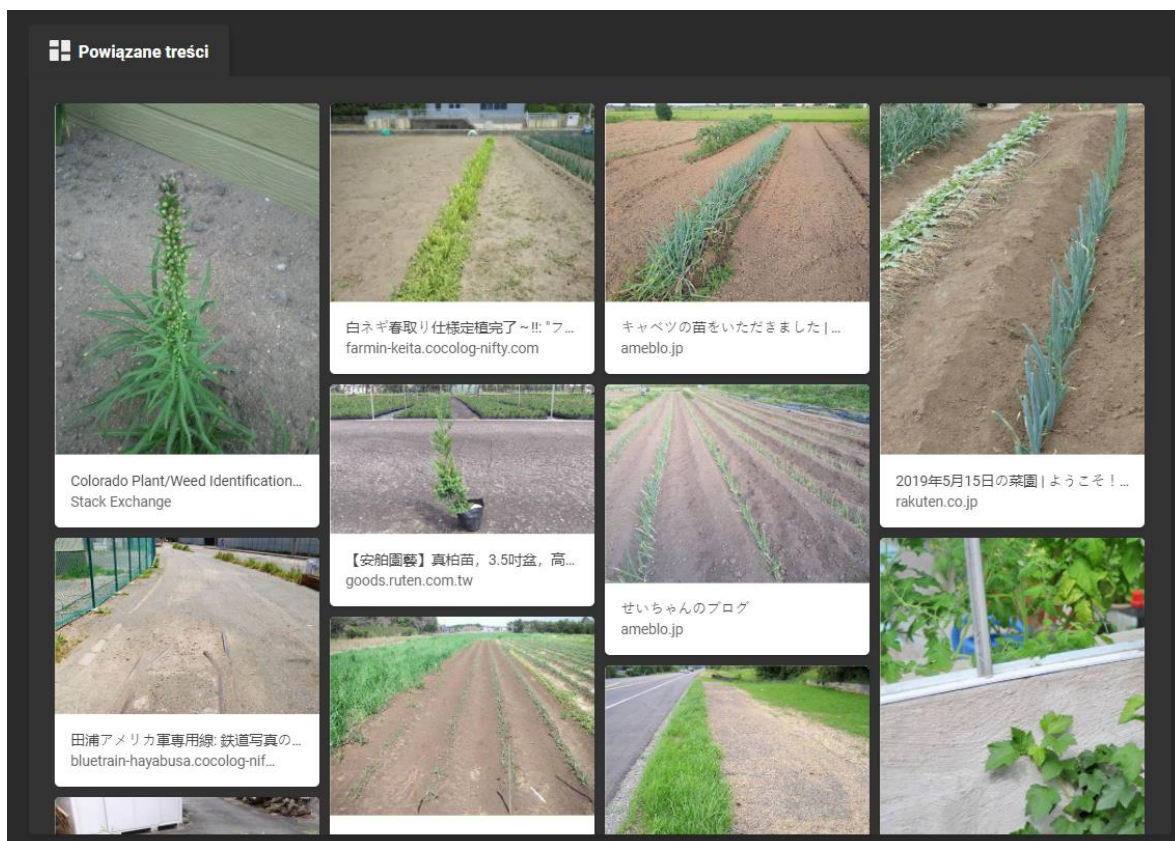 Powiązane treści
Colorado Plant/Weed Identification...
Stack Exchange
白ネギ春取り仕様定植完了～!!: "フ...
farmin-keita.cocolog-nifty.com
キャベツの苗をいただきました | ...
ameblo.jp
2019年5月15日の菜園 | ようこそ！...
rakuten.co.jp
【安舶園藝】真柏苗，3.5吋盆，高...
goods.ruten.com.tw
せいちゃんのブログ
ameblo.jp
田浦アメリカ軍専用線: 鉄道写真の...
bluetrain-hayabusa.cocolog-nif...